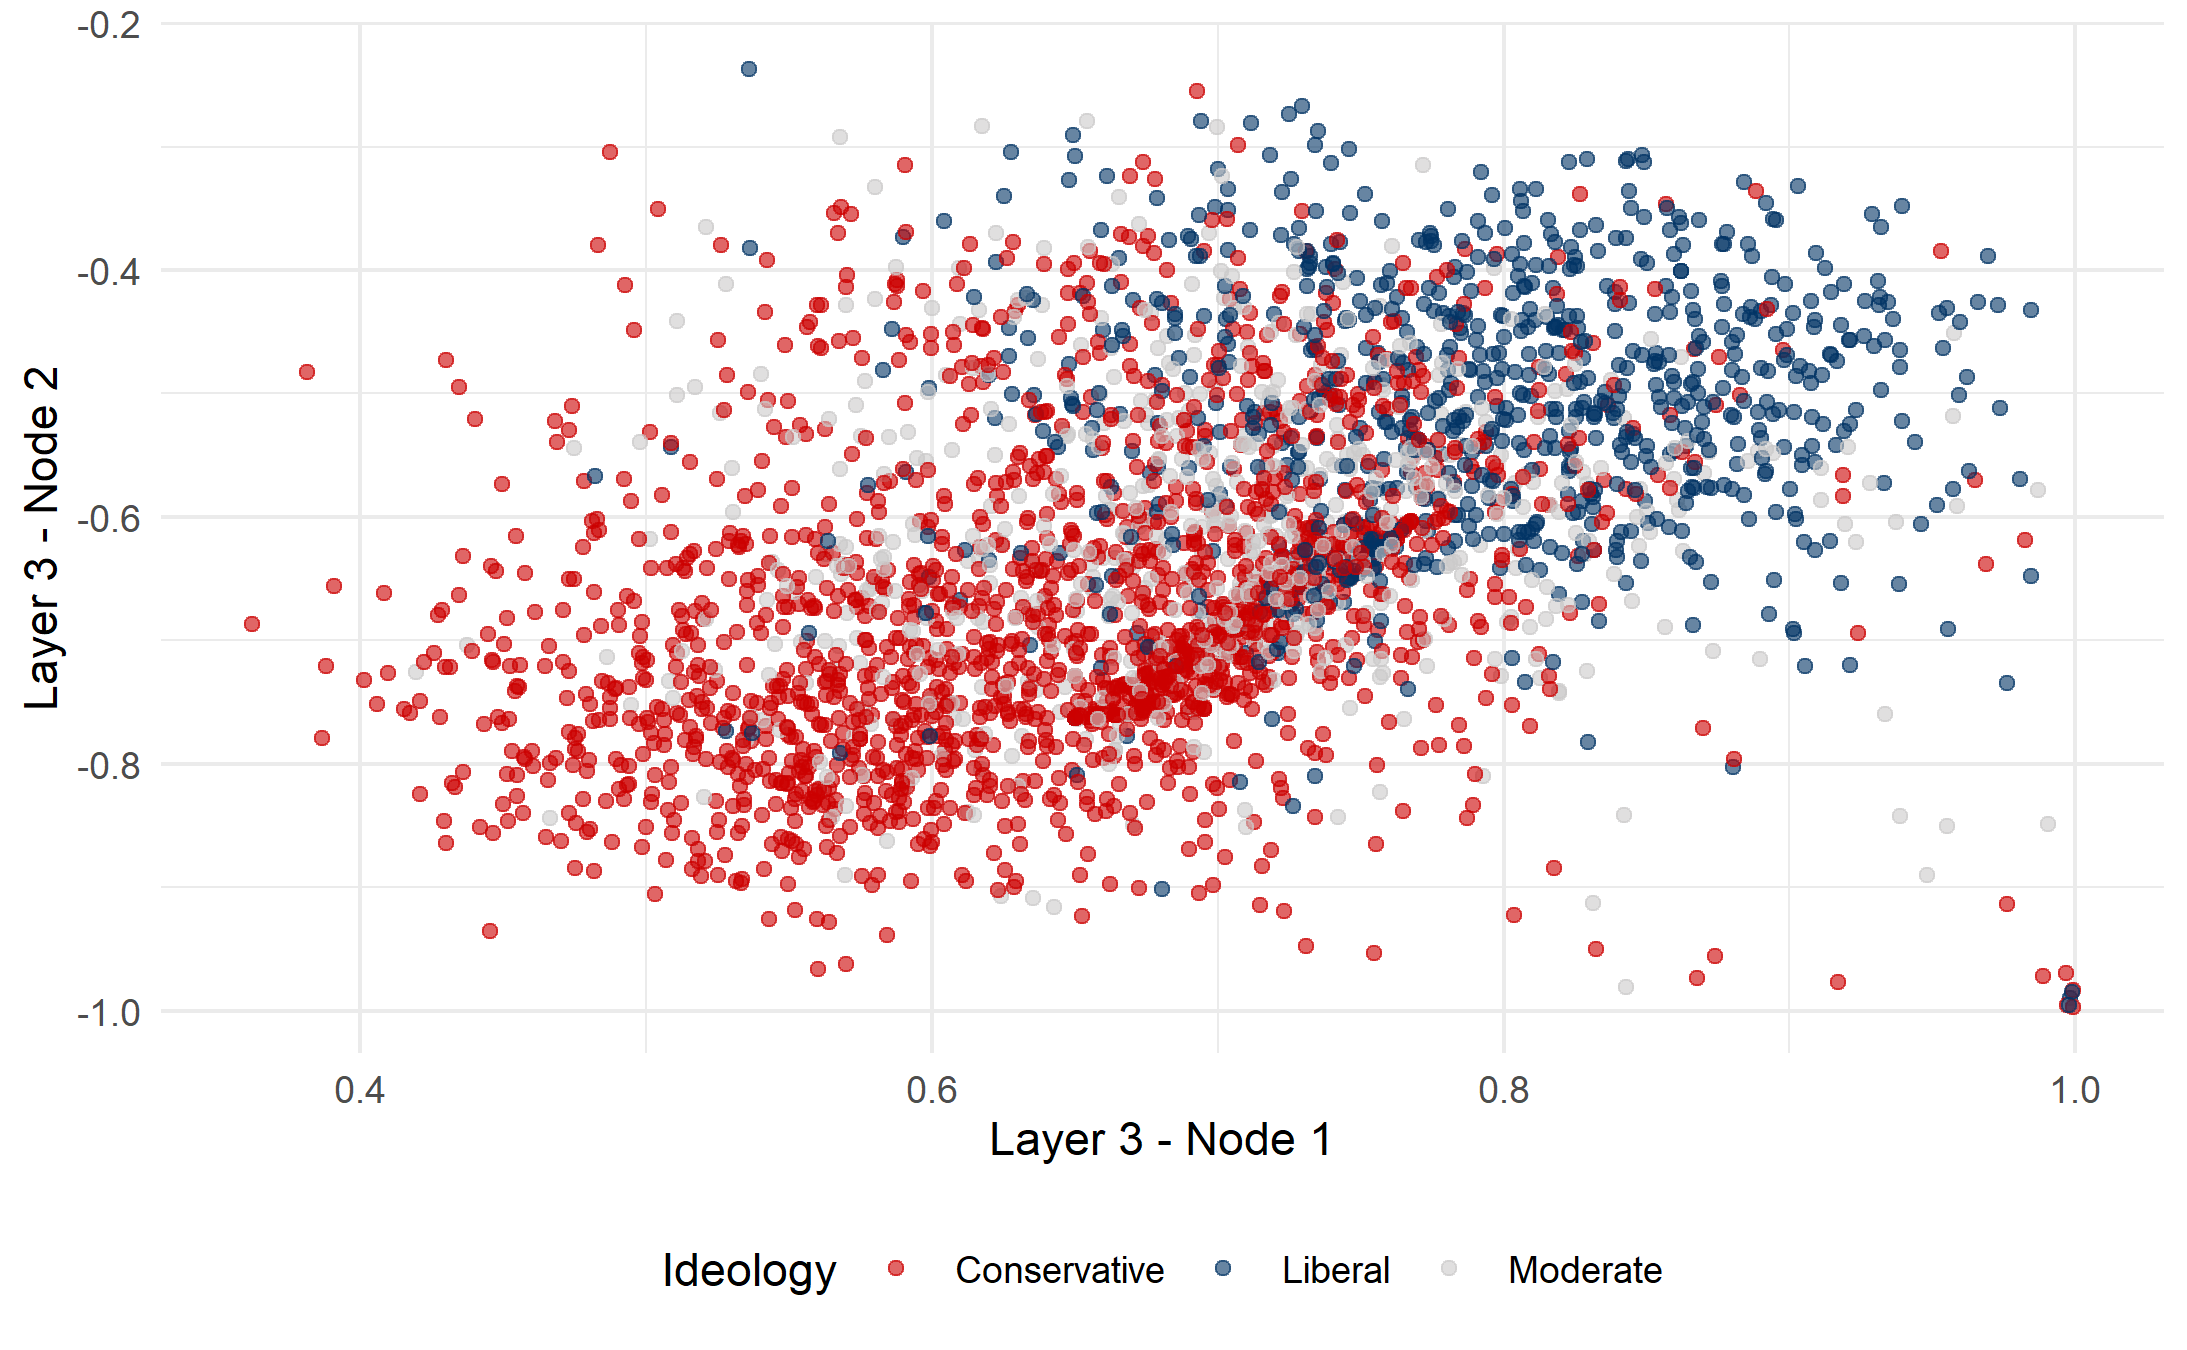 -0.2
-0.4
-0.6
-0.8
-1.0
Layer 3 - Node 2
0.4 0.6 0.8 1.0
Layer 3 - Node 1
Ideology Conservative Liberal Moderate